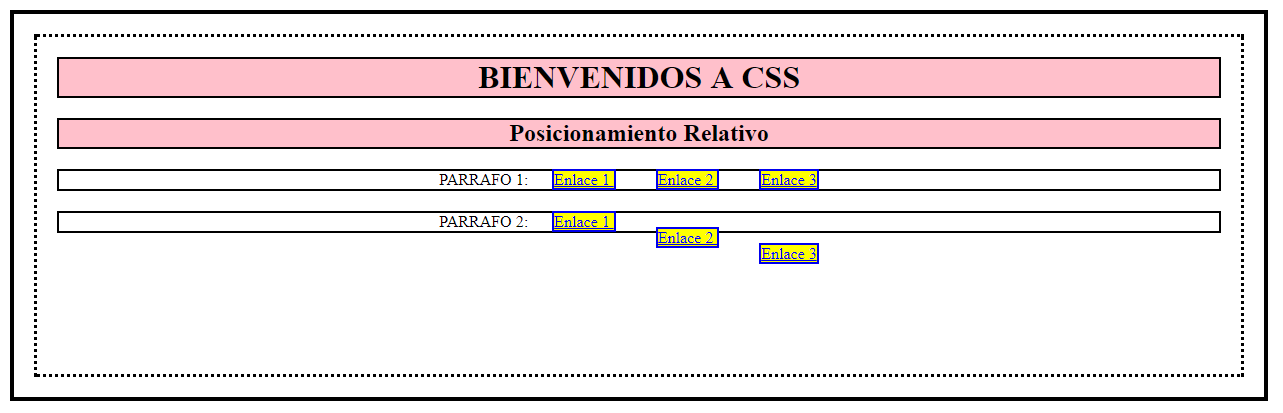 BIENVENIDOS A CSS
Posicionamiento Relativo
PARRAFO 1: Enlace 1 Enlace 2 Enlace 3
PARRAFO 2: Enlace 1
Enlace 2
Enlace 3